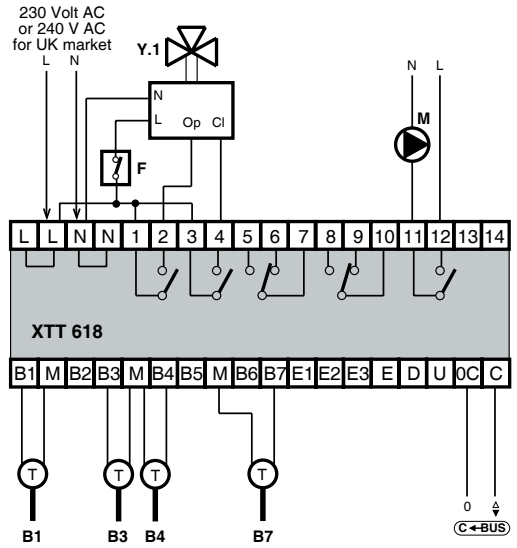 230 Volt AC
or 240 V AC
for UK market
L N
Y.1
N
L
Op Cl
F
N L
M
L L N N 1 2 3 4 5 6 7 8 9 10 11 12 13 14
XTT 618
B1 M B2 B3 M B4 B5 M B6 B7 E1 E2 E3 E D U 0C C
T T T T
B1 B3 B4 B7
0
C BUS